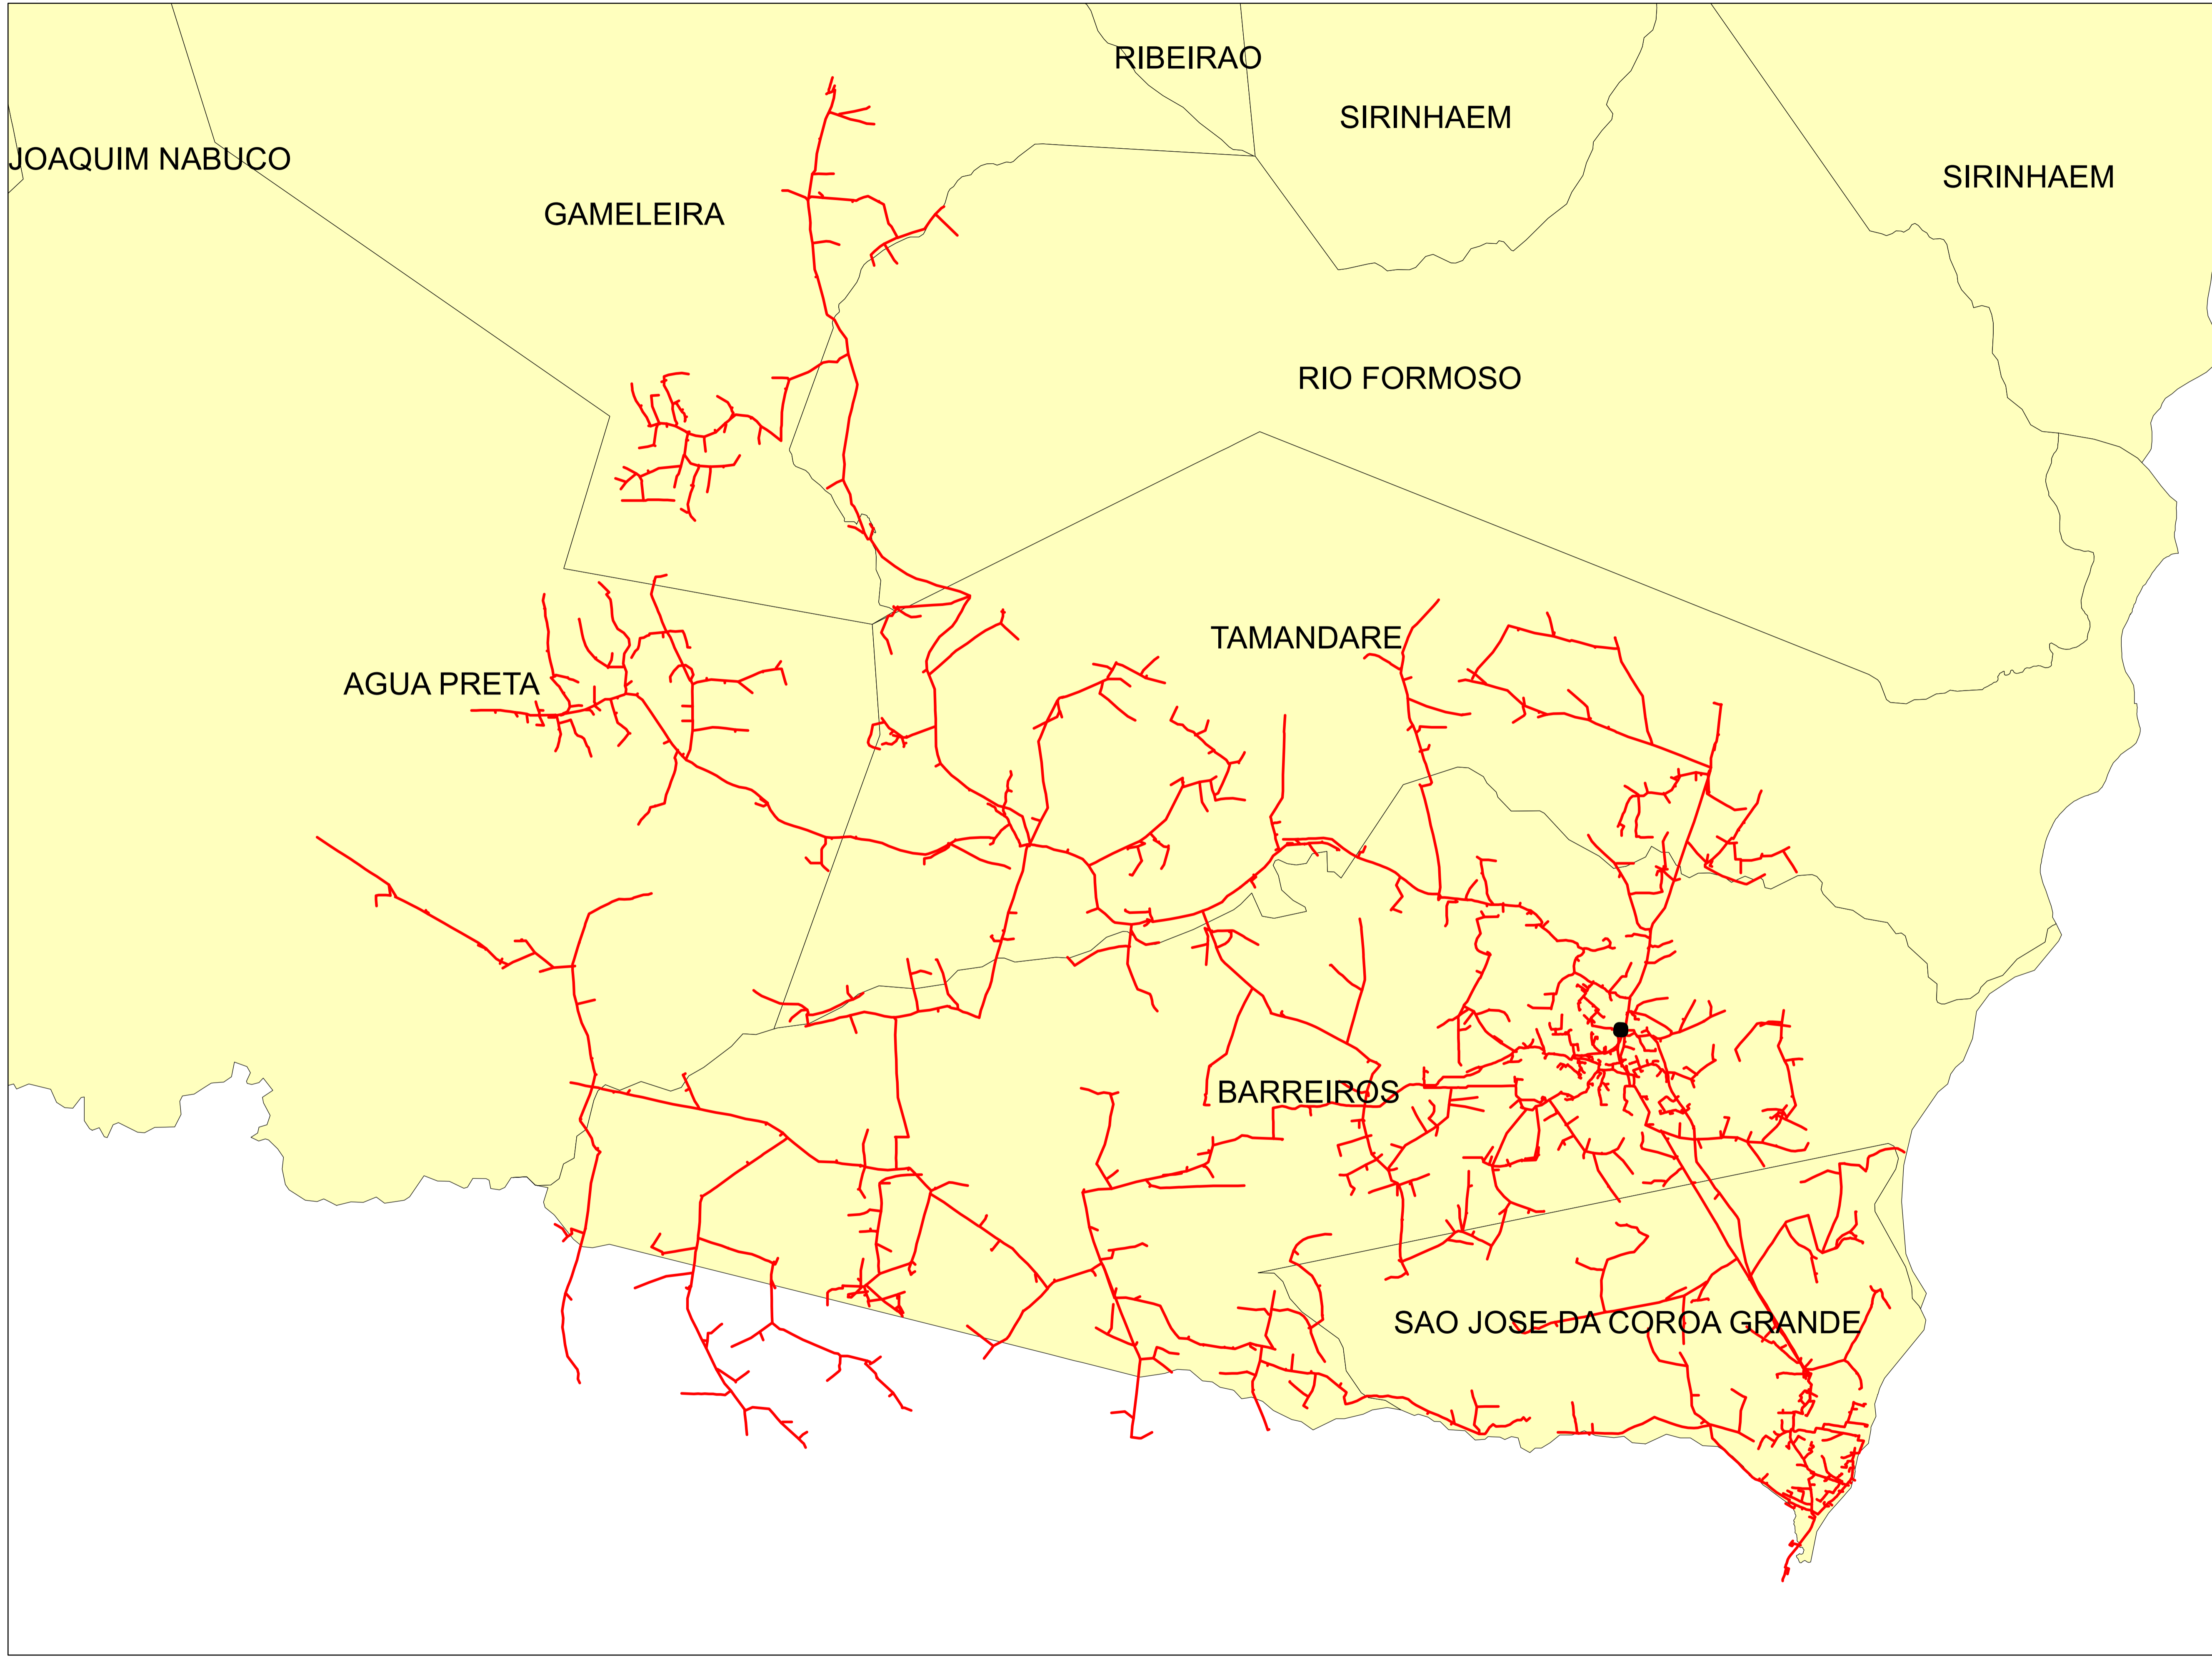 RIBEIRAO
SIRINHAEM
JOAQUIM NABUCO
SIRINHAEM
GAMELEIRA
RIO FORMOSO
TAMANDARE
AGUA PRETA
BARREIROS
SAO JOSE DA COROA GRANDE